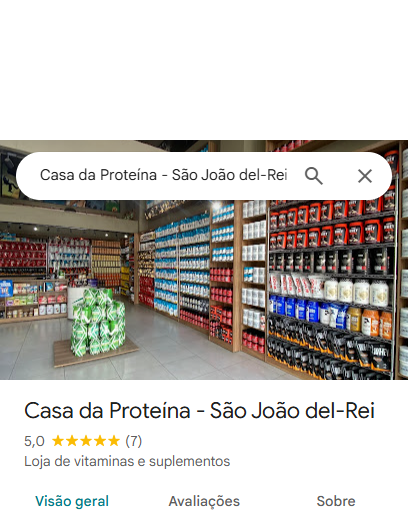 Casa da Proteína - São João del-Rei
Casa da Proteína - São João del-Rei
5,0 (7)
Loja de vitaminas e suplementos
Visão geral Avaliações Sobre